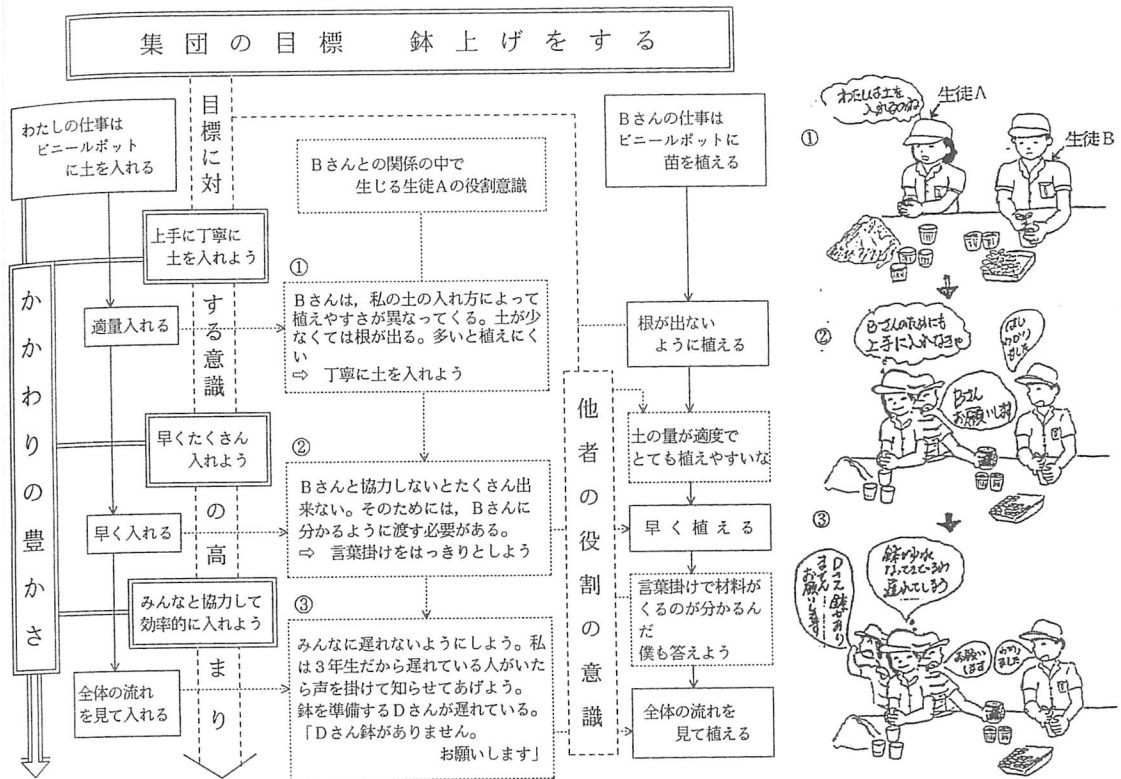 集団の目標　鉢上げをする
わたしの仕事は
ビニールポット
に土を入れる
適量入れる
早く入れる
全体の流れ
を見て入れる
かかわりの豊かさ
目標に対する意識の高まり
上手に丁寧に
土を入れよう
早くたくさん
入れよう
みんなと協力して
効率的に入れよう
Bさんとの関係の中で
生じる生徒Aの役割意識
①
Bさんは，私の土の入れ方によって
植えやすさが異なってくる。土が少
なくては根が出る。多いと植えにく
い
⇨　丁寧に土を入れよう
②
Bさんと協力しないとたくさん出
来ない。そのためには，Bさんに
分かるように渡す必要がある。
⇨　言葉掛けをはっきりとしよう
③
みんなに遅れないようにしよう。私
は3年生だから遅れている人がいた
ら声を掛けて知らせてあげよう。
鉢を準備するDさんが遅れている。
「Dさん鉢がありません。
お願いします」
他者の役割の意識
Bさんの仕事は
ビニールポットに
苗を植える
根が出ない
ように植える
土の量が適度で
とても植えやすいな
早く植える
言葉掛けで材料が
くるのが分かるん
だ
僕も答えよう
全体の流れを
見て植える
①
わたしは土を
入れるのね
生徒A
生徒B
②
Bさんのためにも
上手に入れなきゃ
Bさん
お願いします
はい
わかりました
③
鉢が少なく
なってきているわ
遅れてしまう
Dさん鉢があり
ません
お願いします
お願い
します
わかり
ました